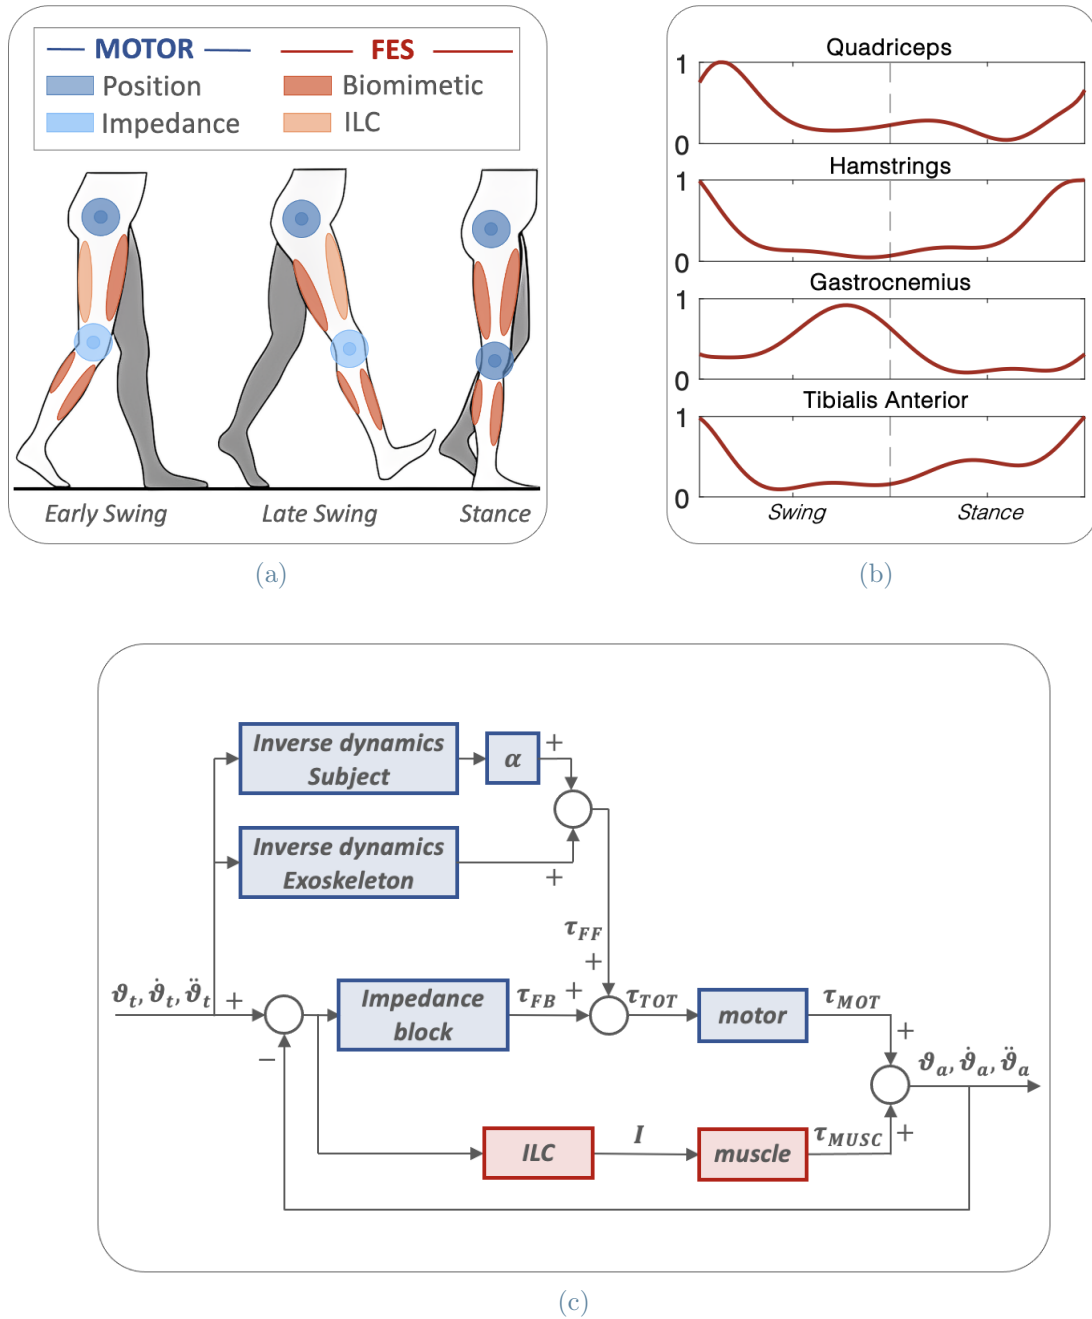 MOTOR
FES
Position
Biomimetic
Impedance
ILC
Early Swing
Late Swing
Stance
(a)
Quadriceps
1
0
Hamstrings
1
0
Gastrocnemius
1
0
Tibialis Anterior
1
0
Swing
Stance
(b)
Inverse dynamics
Subject
α
+
Inverse dynamics
Exoskeleton
+
τ_FF
+
ϑ_t, ϑ̇_t, ϑ̈_t
+
−
Impedance
block
τ_FB
+
τ_TOT
motor
τ_MOT
+
ϑ_a, ϑ̇_a, ϑ̈_a
ILC
I
muscle
τ_MUSC
+
(c)